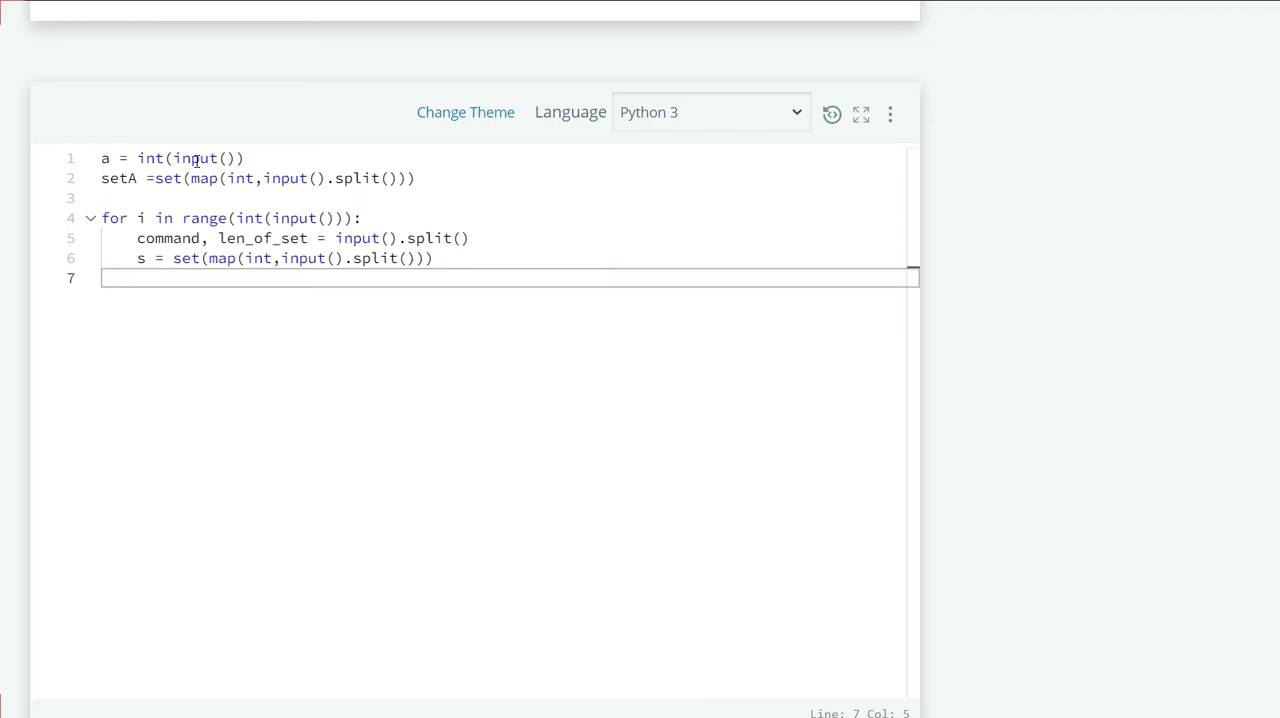 Change Theme Language Python 3
1 a = int(input())
2 setA =set(map(int,input().split()))
3
4 for i in range(int(input())):
5 command, len_of_set = input().split()
6 s = set(map(int,input().split()))
7
Line: 7 Col: 5